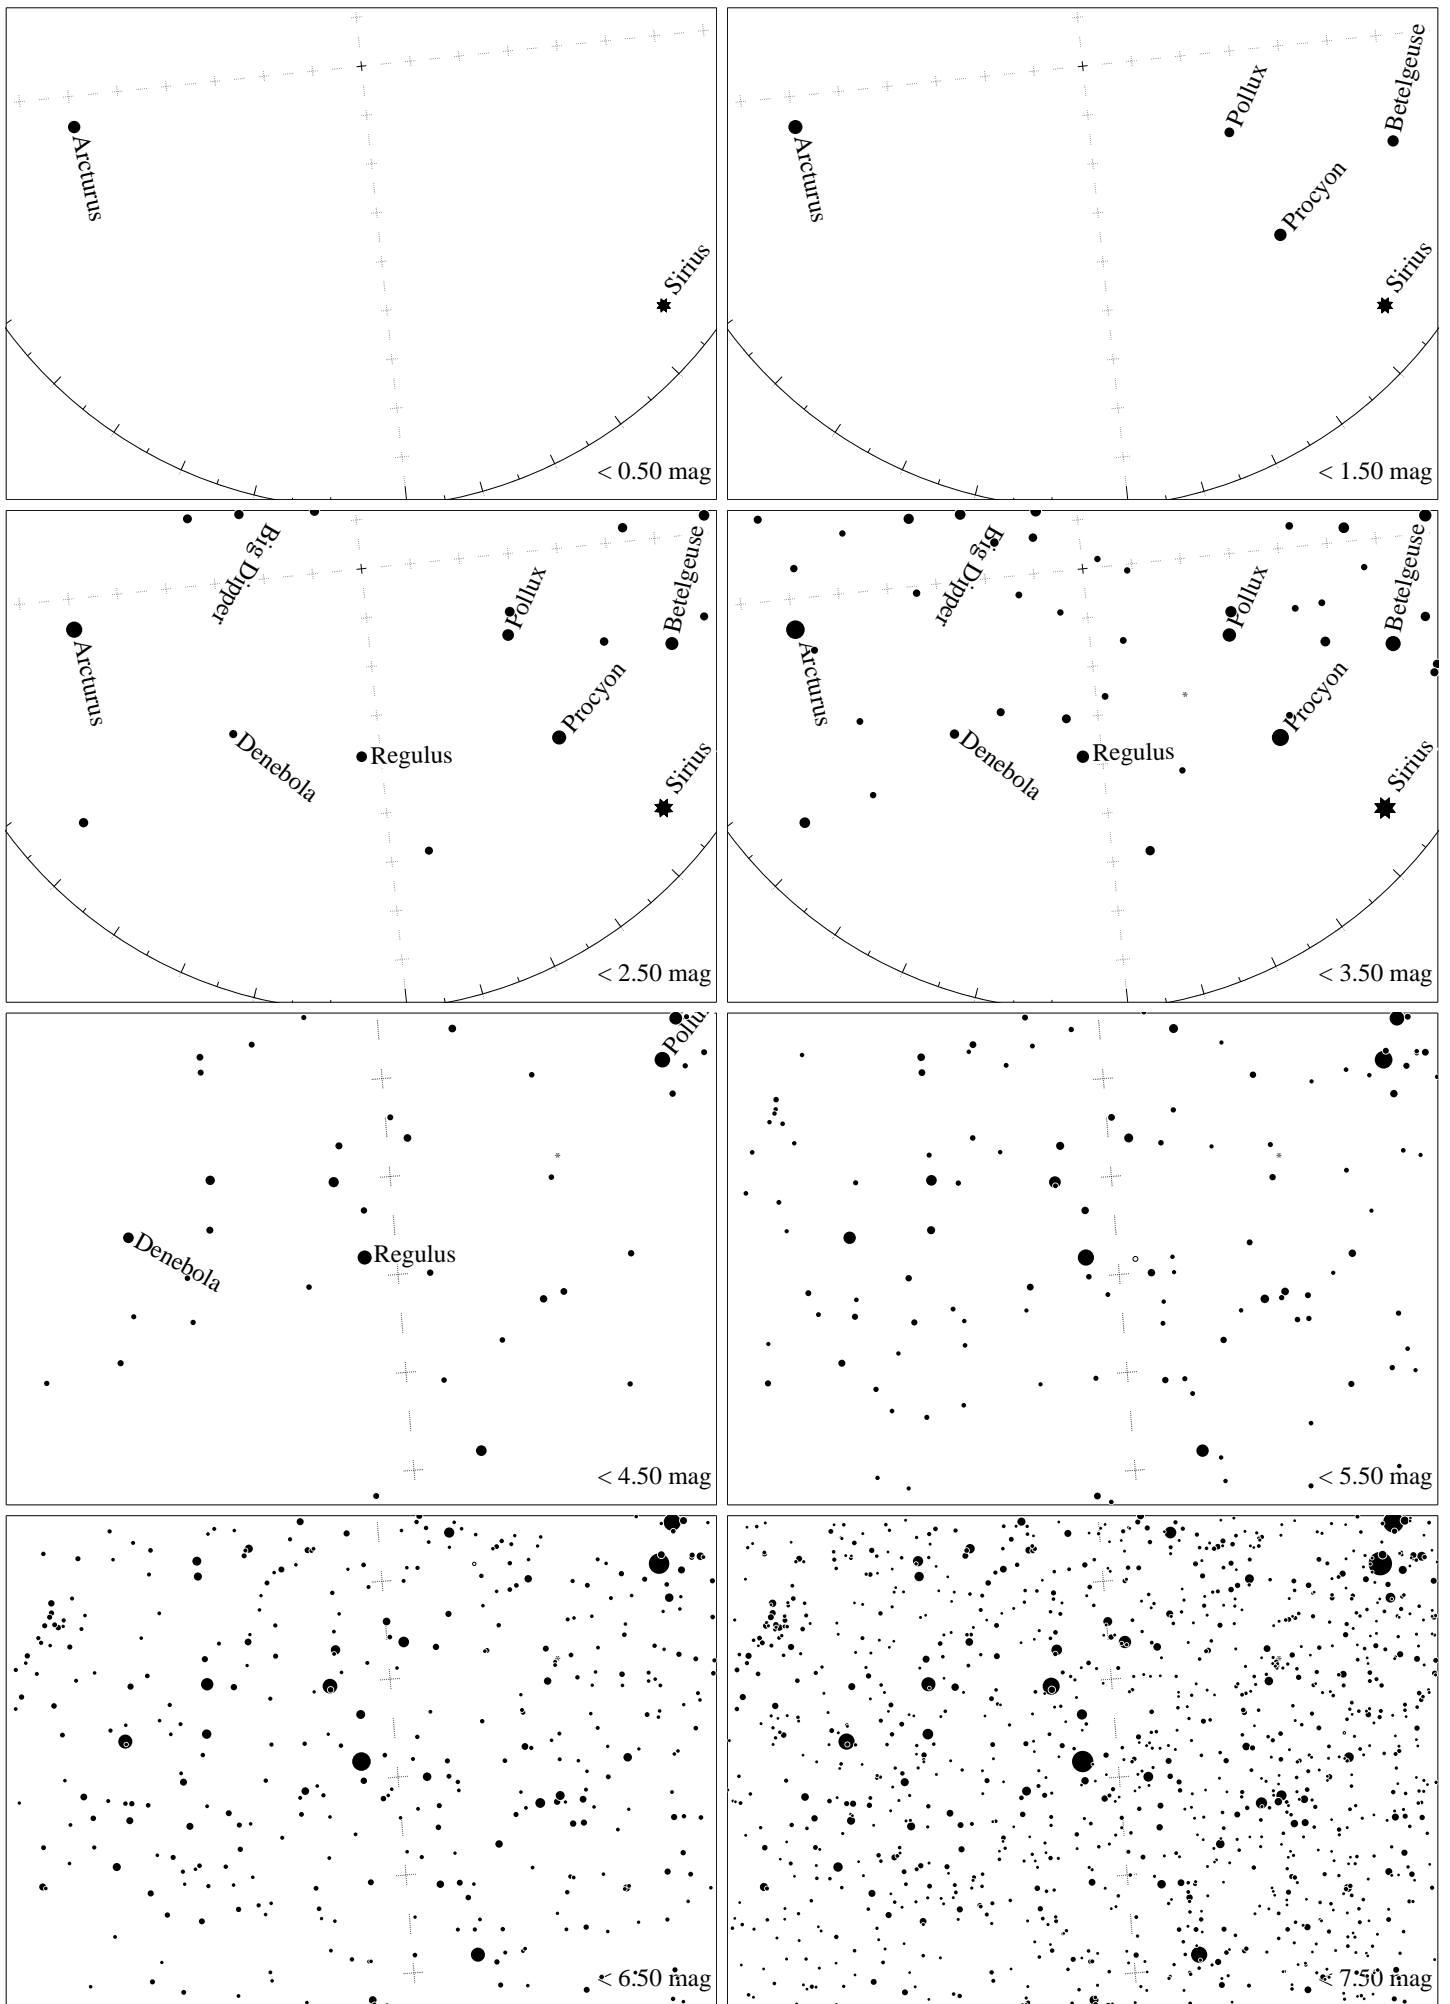 Arcturus
Sirius
< 0.50 mag
Arcturus
Pollux
Betelgeuse
Procyon
Sirius
< 1.50 mag
Big Dipper
Arcturus
Pollux
Betelgeuse
Procyon
Denebola
Regulus
Sirius
< 2.50 mag
Big Dipper
Arcturus
Pollux
Betelgeuse
Procyon
Denebola
Regulus
Sirius
< 3.50 mag
Pollu
Denebola
Regulus
< 4.50 mag
< 5.50 mag
< 6.50 mag
< 7.50 mag